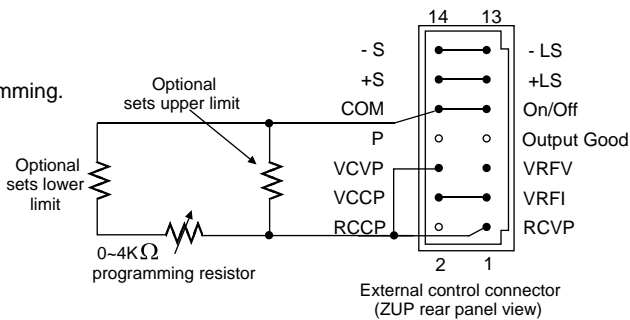 14 13
- S - LS
mming.
Optional
sets upper limit
+S +LS
COM On/Off
P Output Good
Optional
sets lower
limit
VCVP VRFV
VCCP VRFI
RCCP RCVP
0~4KΩ
programming resistor
2 1
External control connector
(ZUP rear panel view)